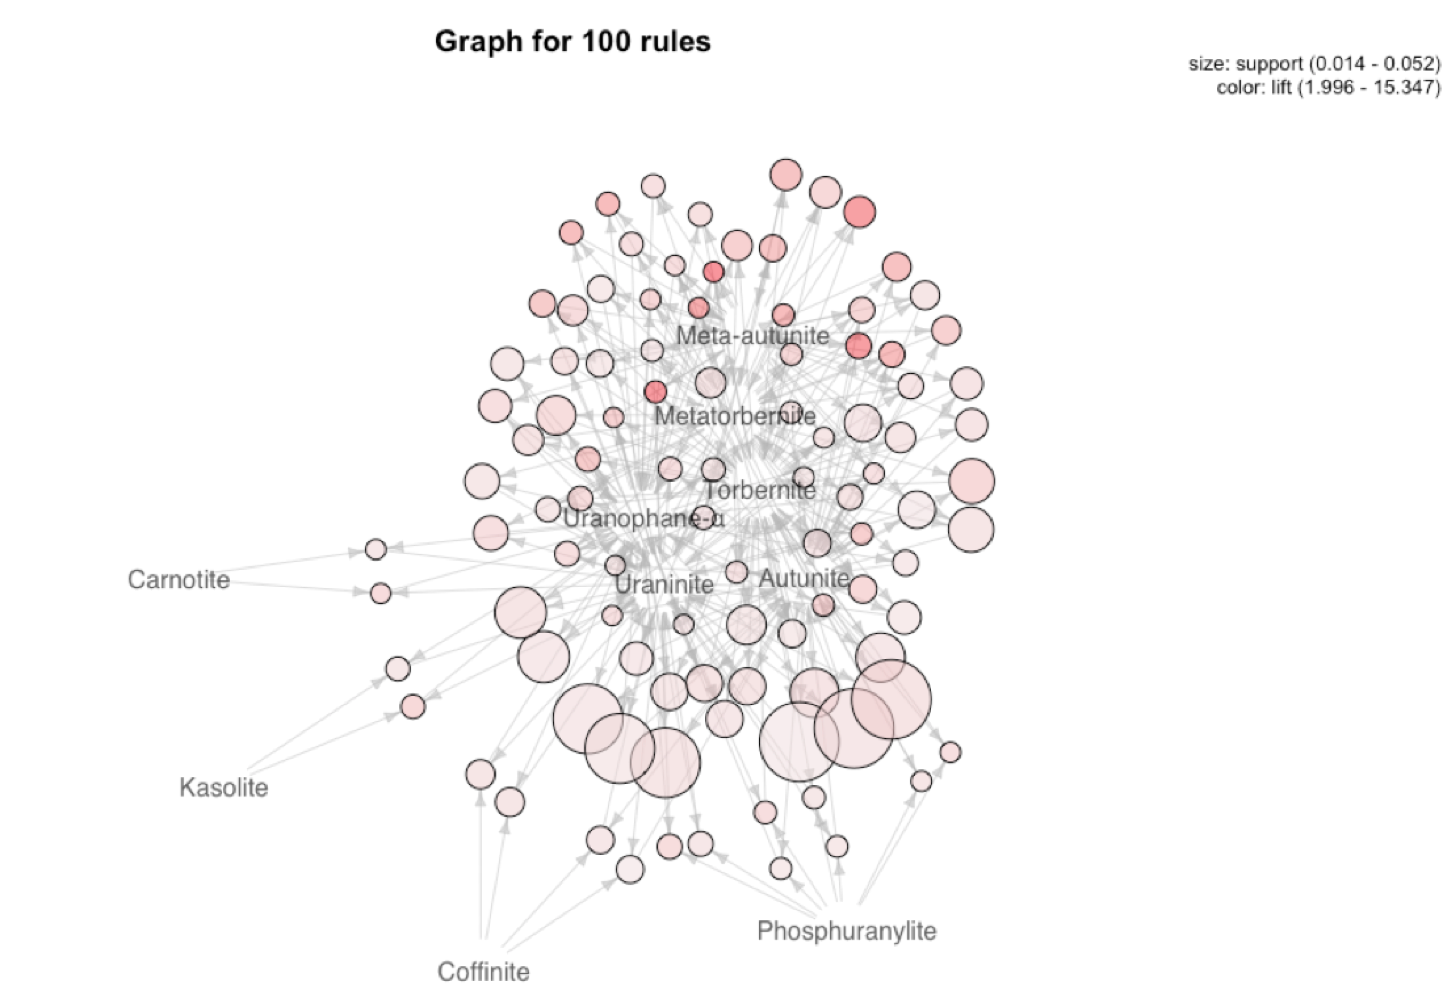 Graph for 100 rules
size: support (0.014 - 0.052)
color: lift (1.996 - 15.347)
Meta-autunite
Metatorbernite
Torbernite
Uranophane-α
Carnotite
Uraninite
Autunite
Kasolite
Phosphuranylite
Coffinite